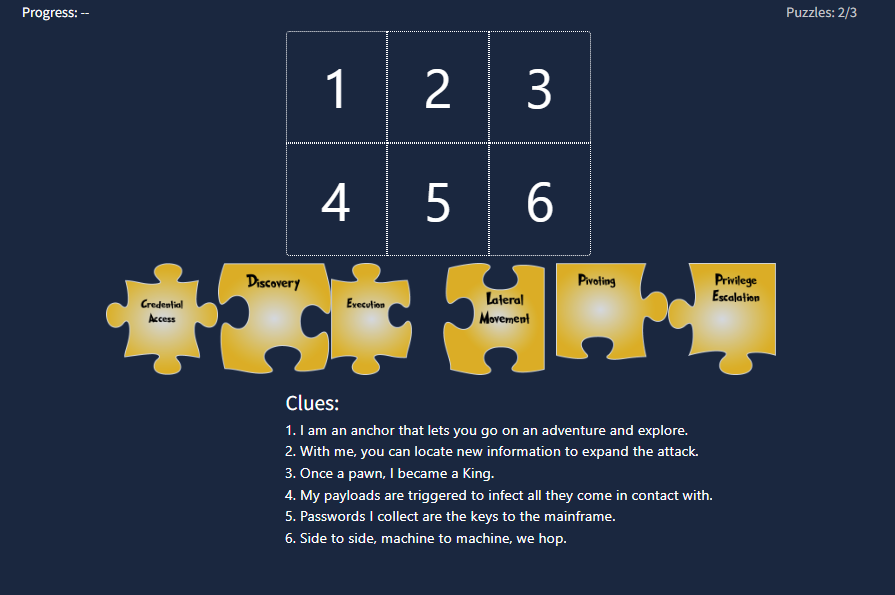 Progress: --
Puzzles: 2/3
1 2 3
4 5 6
Credential
Access
Discovery
Execution
Lateral
Movement
Pivoting
Privilege
Escalation
Clues:
1. I am an anchor that lets you go on an adventure and explore.
2. With me, you can locate new information to expand the attack.
3. Once a pawn, I became a King.
4. My payloads are triggered to infect all they come in contact with.
5. Passwords I collect are the keys to the mainframe.
6. Side to side, machine to machine, we hop.